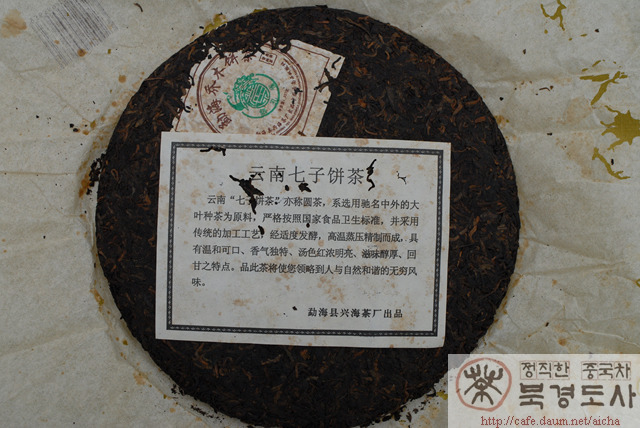 勐海乔木饼茶
云南七子饼茶
云南“七子饼茶”亦称圆茶，系选用驰名中外的大
叶种茶为原料，严格按照国家食品卫生标准，并采用
传统的加工工艺，经适度发酵，高温蒸压精制而成，具
有温和可口、香气独特、汤色红浓明亮、滋味醇厚、回
甘之特点。品此茶将使您领略到人与自然和谐的无穷风
味。
勐海县兴海茶厂出品
茶
정직한 중국차
북경도사
http://cafe.daum.net/aicha